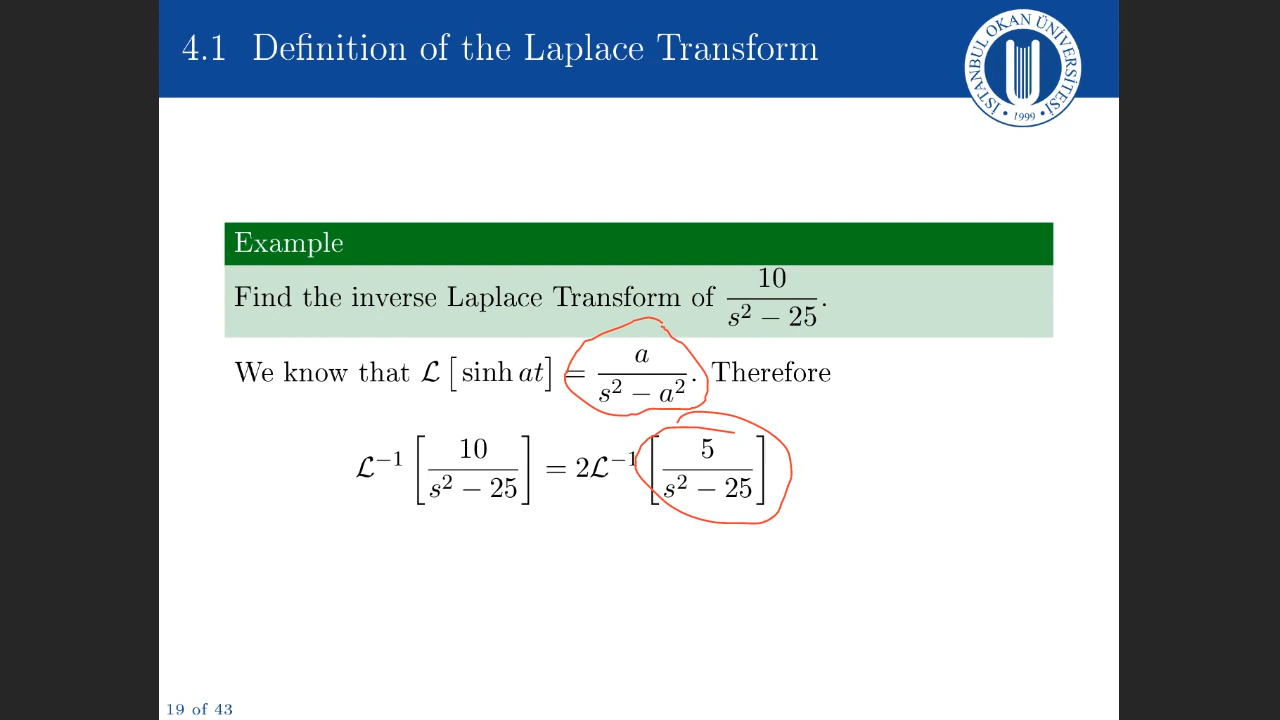 4.1 Definition of the Laplace Transform
İSTANBUL OKAN ÜNİVERSİTESİ
• 1999 •
Example
Find the inverse Laplace Transform of 10/(s² − 25).
We know that ℒ[sinh at] = a/(s² − a²). Therefore
ℒ⁻¹[10/(s² − 25)] = 2ℒ⁻¹[5/(s² − 25)]
19 of 43